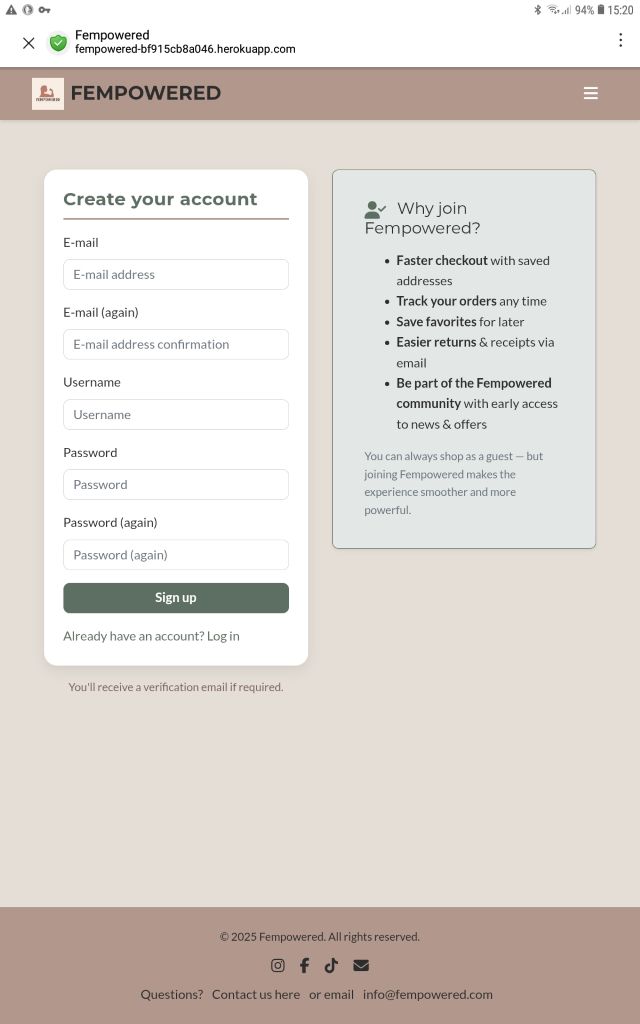 94% 15:20
Fempowered
fempowered-bf915cb8a046.herokuapp.com
FEMPOWERED
FEMPOWERED
Create your account
E-mail
E-mail address
E-mail (again)
E-mail address confirmation
Username
Username
Password
Password
Password (again)
Password (again)
Sign up
Already have an account? Log in
You'll receive a verification email if required.
Why join
Fempowered?
• Faster checkout with saved
addresses
• Track your orders any time
• Save favorites for later
• Easier returns & receipts via
email
• Be part of the Fempowered
community with early access
to news & offers
You can always shop as a guest — but
joining Fempowered makes the
experience smoother and more
powerful.
© 2025 Fempowered. All rights reserved.
Questions? Contact us here or email info@fempowered.com